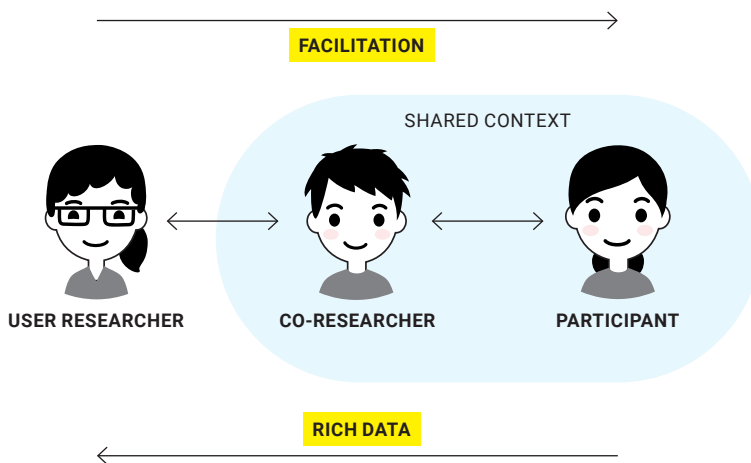 FACILITATION
SHARED CONTEXT
USER RESEARCHER
CO-RESEARCHER
PARTICIPANT
RICH DATA